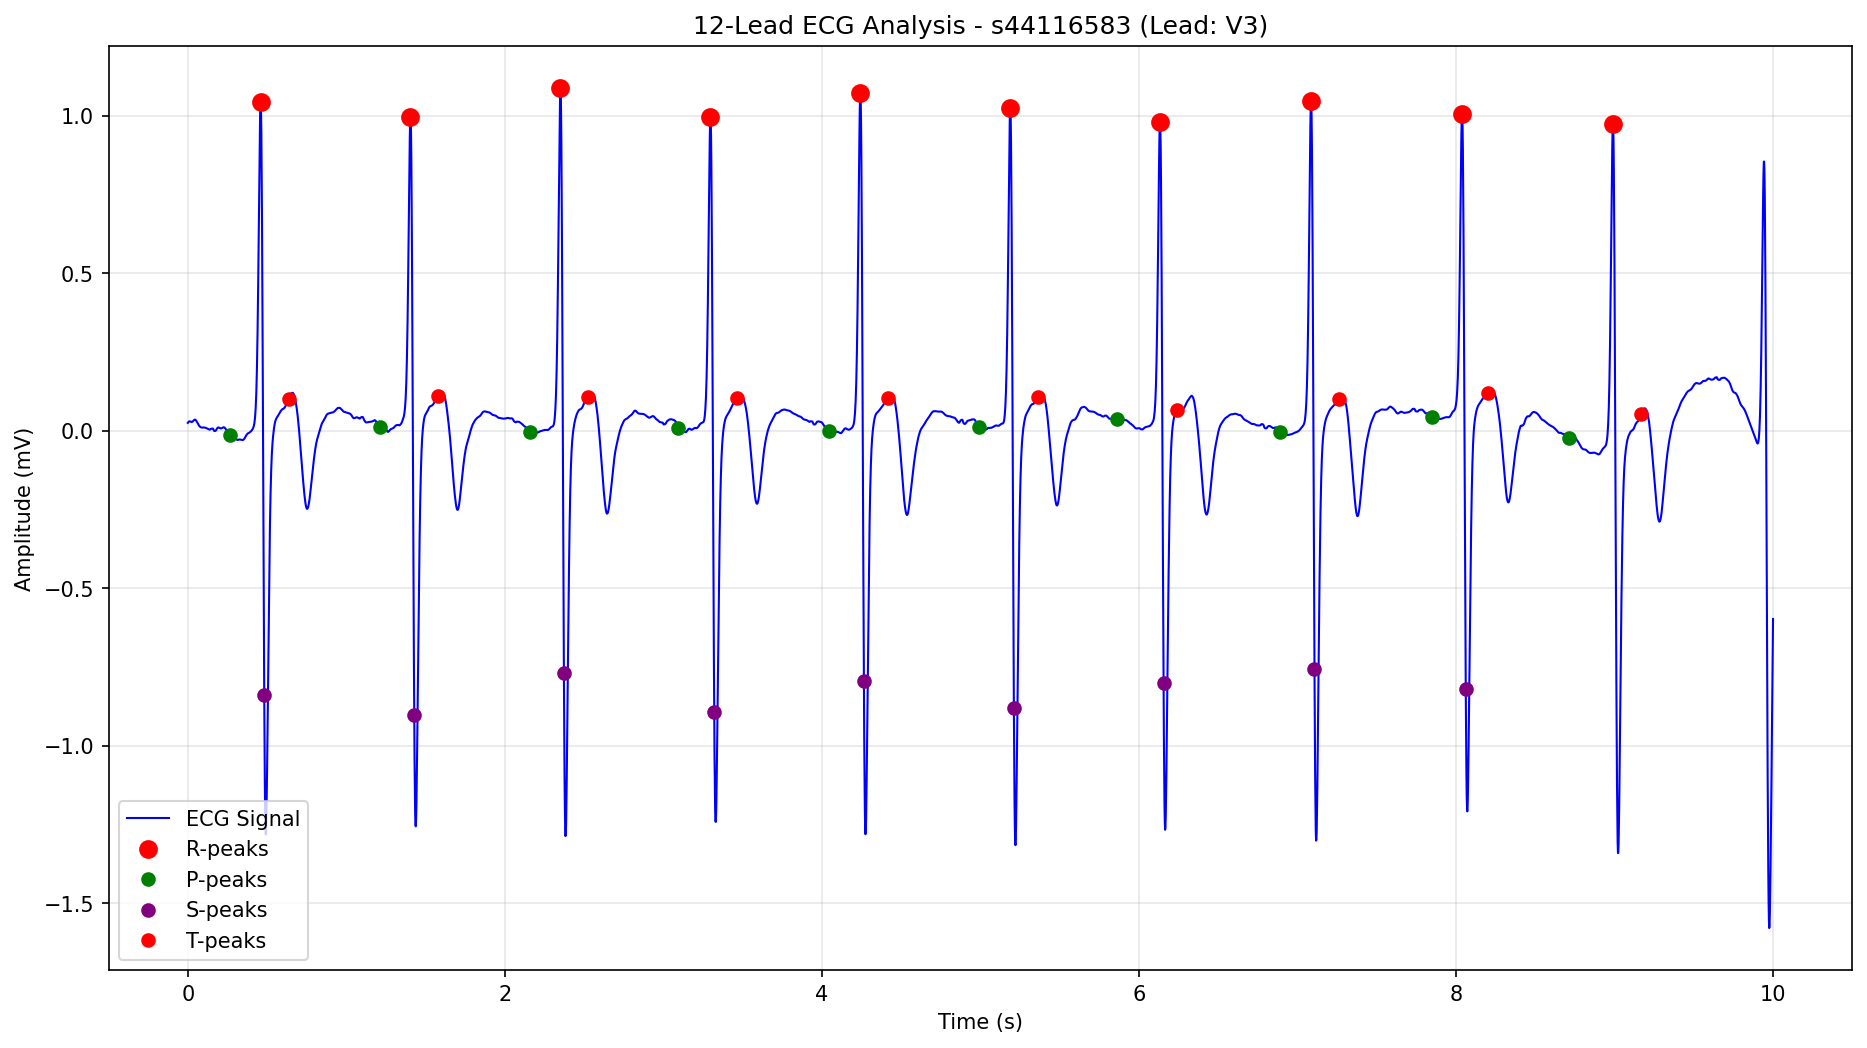 12-Lead ECG Analysis - s44116583 (Lead: V3)
1.0
0.5
0.0
−0.5
−1.0
−1.5
Amplitude (mV)
ECG Signal
R-peaks
P-peaks
S-peaks
T-peaks
0 2 4 6 8 10
Time (s)